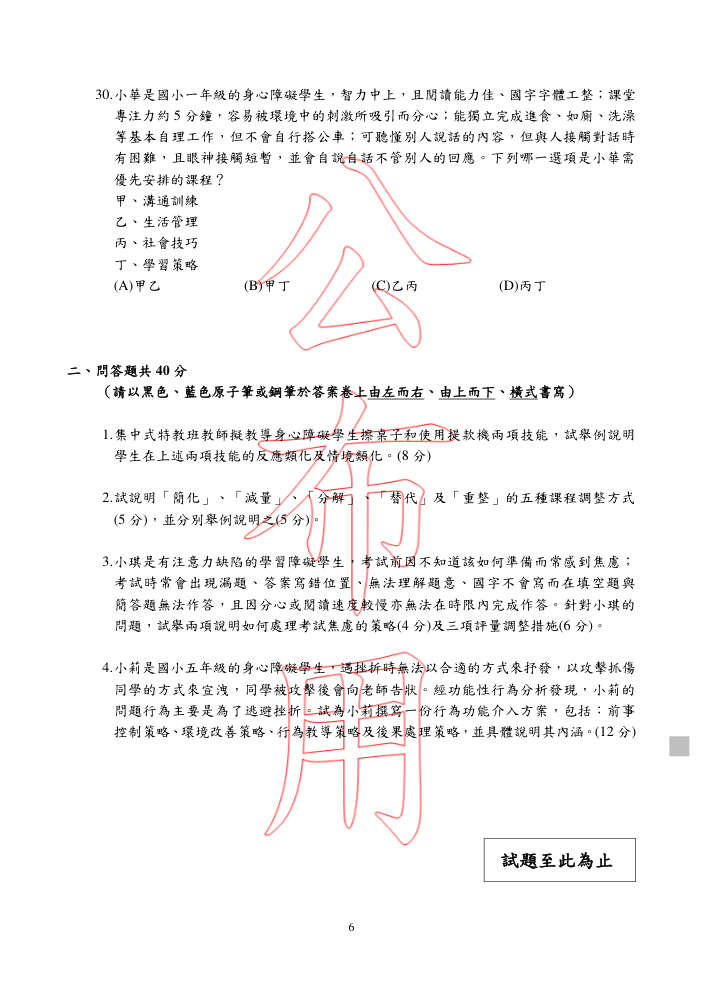 30.小華是國小一年級的身心障礙學生，智力中上，且閱讀能力佳、國字字體工整；課堂
專注力約 5 分鐘，容易被環境中的刺激所吸引而分心；能獨立完成進食、如廁、洗澡
等基本自理工作，但不會自行搭公車；可聽懂別人說話的內容，但與人接觸對話時
有困難，且眼神接觸短暫，並會自說自話不管別人的回應。下列哪一選項是小華需
優先安排的課程？
甲、溝通訓練
乙、生活管理
丙、社會技巧
丁、學習策略
(A)甲乙 (B)甲丁 (C)乙丙 (D)丙丁
二、問答題共 40 分
（請以黑色、藍色原子筆或鋼筆於答案卷上由左而右、由上而下、橫式書寫）
1.集中式特教班教師擬教導身心障礙學生擦桌子和使用提款機兩項技能，試舉例說明
學生在上述兩項技能的反應類化及情境類化。(8 分)
2.試說明「簡化」、「減量」、「分解」、「替代」及「重整」的五種課程調整方式
(5 分)，並分別舉例說明之(5 分)。
3.小琪是有注意力缺陷的學習障礙學生，考試前因不知道該如何準備而常感到焦慮；
考試時常會出現漏題、答案寫錯位置、無法理解題意、國字不會寫而在填空題與
簡答題無法作答，且因分心或閱讀速度較慢亦無法在時限內完成作答。針對小琪的
問題，試舉兩項說明如何處理考試焦慮的策略(4 分)及三項評量調整措施(6 分)。
4.小莉是國小五年級的身心障礙學生，遇挫折時無法以合適的方式來抒發，以攻擊抓傷
同學的方式來宣洩，同學被攻擊後會向老師告狀。經功能性行為分析發現，小莉的
問題行為主要是為了逃避挫折。試為小莉撰寫一份行為功能介入方案，包括：前事
控制策略、環境改善策略、行為教導策略及後果處理策略，並具體說明其內涵。(12 分)
試題至此為止
6
公
布
用